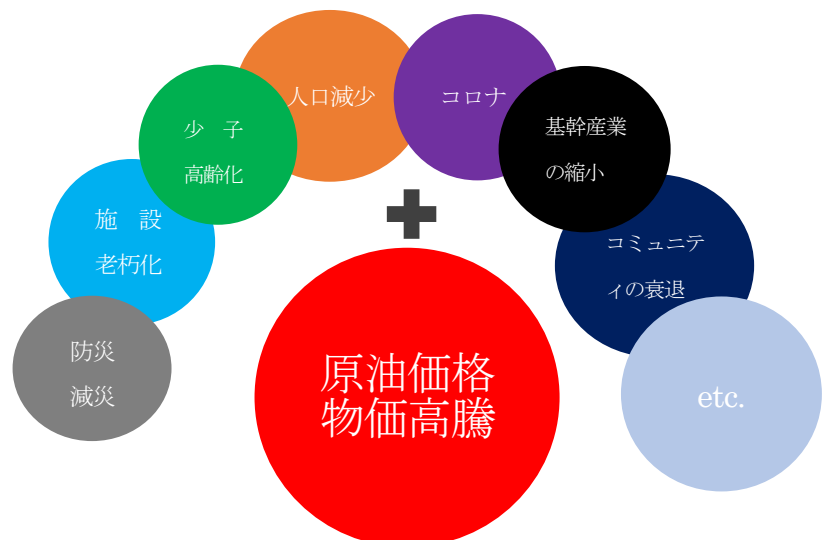 防災
減災
施　設
老朽化
少　子
高齢化
人口減少
コロナ
基幹産業
の縮小
コミュニテ
ィの衰退
etc.
原油価格
物価高騰